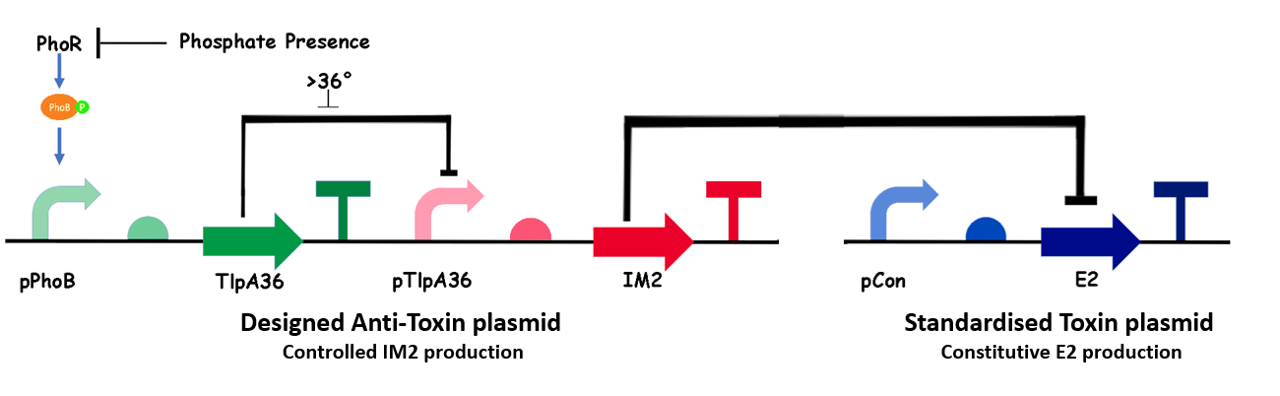 PhoR
Phosphate Presence
>36°
PhoB
P
pPhoB
TlpA36
pTlpA36
IM2
pCon
E2
Designed Anti-Toxin plasmid
Controlled IM2 production
Standardised Toxin plasmid
Constitutive E2 production